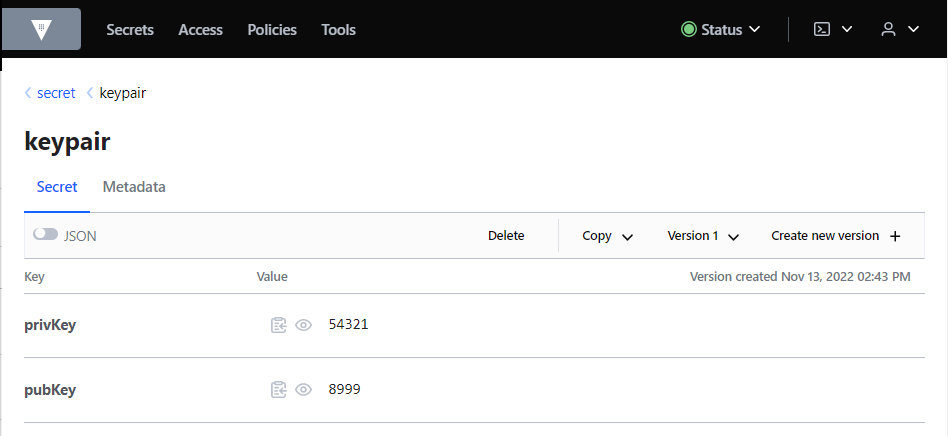 Secrets Access Policies Tools Status
secret keypair
keypair
Secret Metadata
JSON Delete Copy Version 1 Create new version
Key Value Version created Nov 13, 2022 02:43 PM
privKey 54321
pubKey 8999